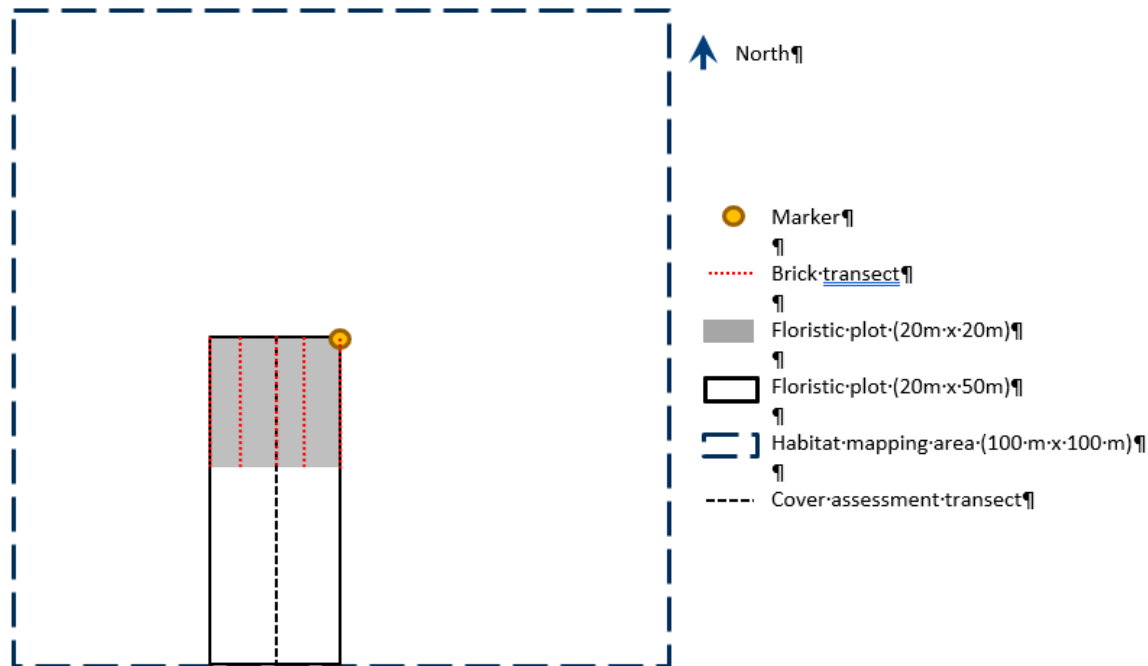 North¶
Marker¶
¶
Brick·transect¶
¶
Floristic·plot·(20m·x·20m)¶
¶
Floristic·plot·(20m·x·50m)¶
¶
Habitat·mapping·area·(100·m·x·100·m)¶
¶
Cover·assessment·transect¶